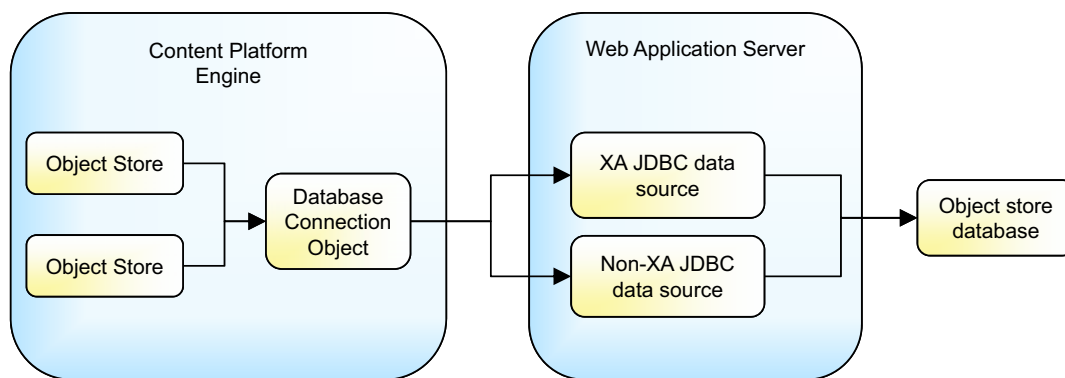 Content Platform
Engine
Web Application Server
Object Store
Object Store
Database
Connection
Object
XA JDBC data
source
Non-XA JDBC
data source
Object store
database